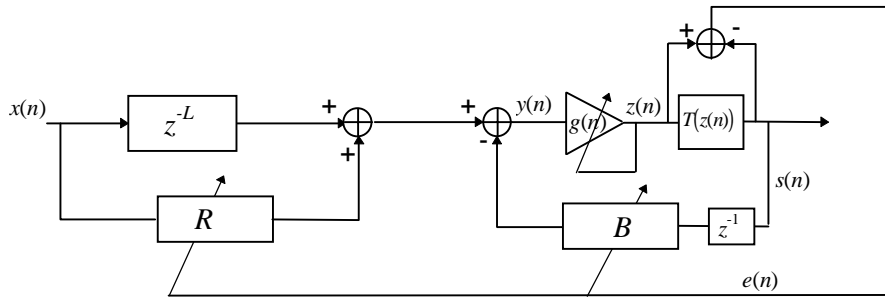 + -
x(n) z^-L + + y(n) g(n) z(n) T(z(n))
+ -
s(n)
R B z^-1
e(n)